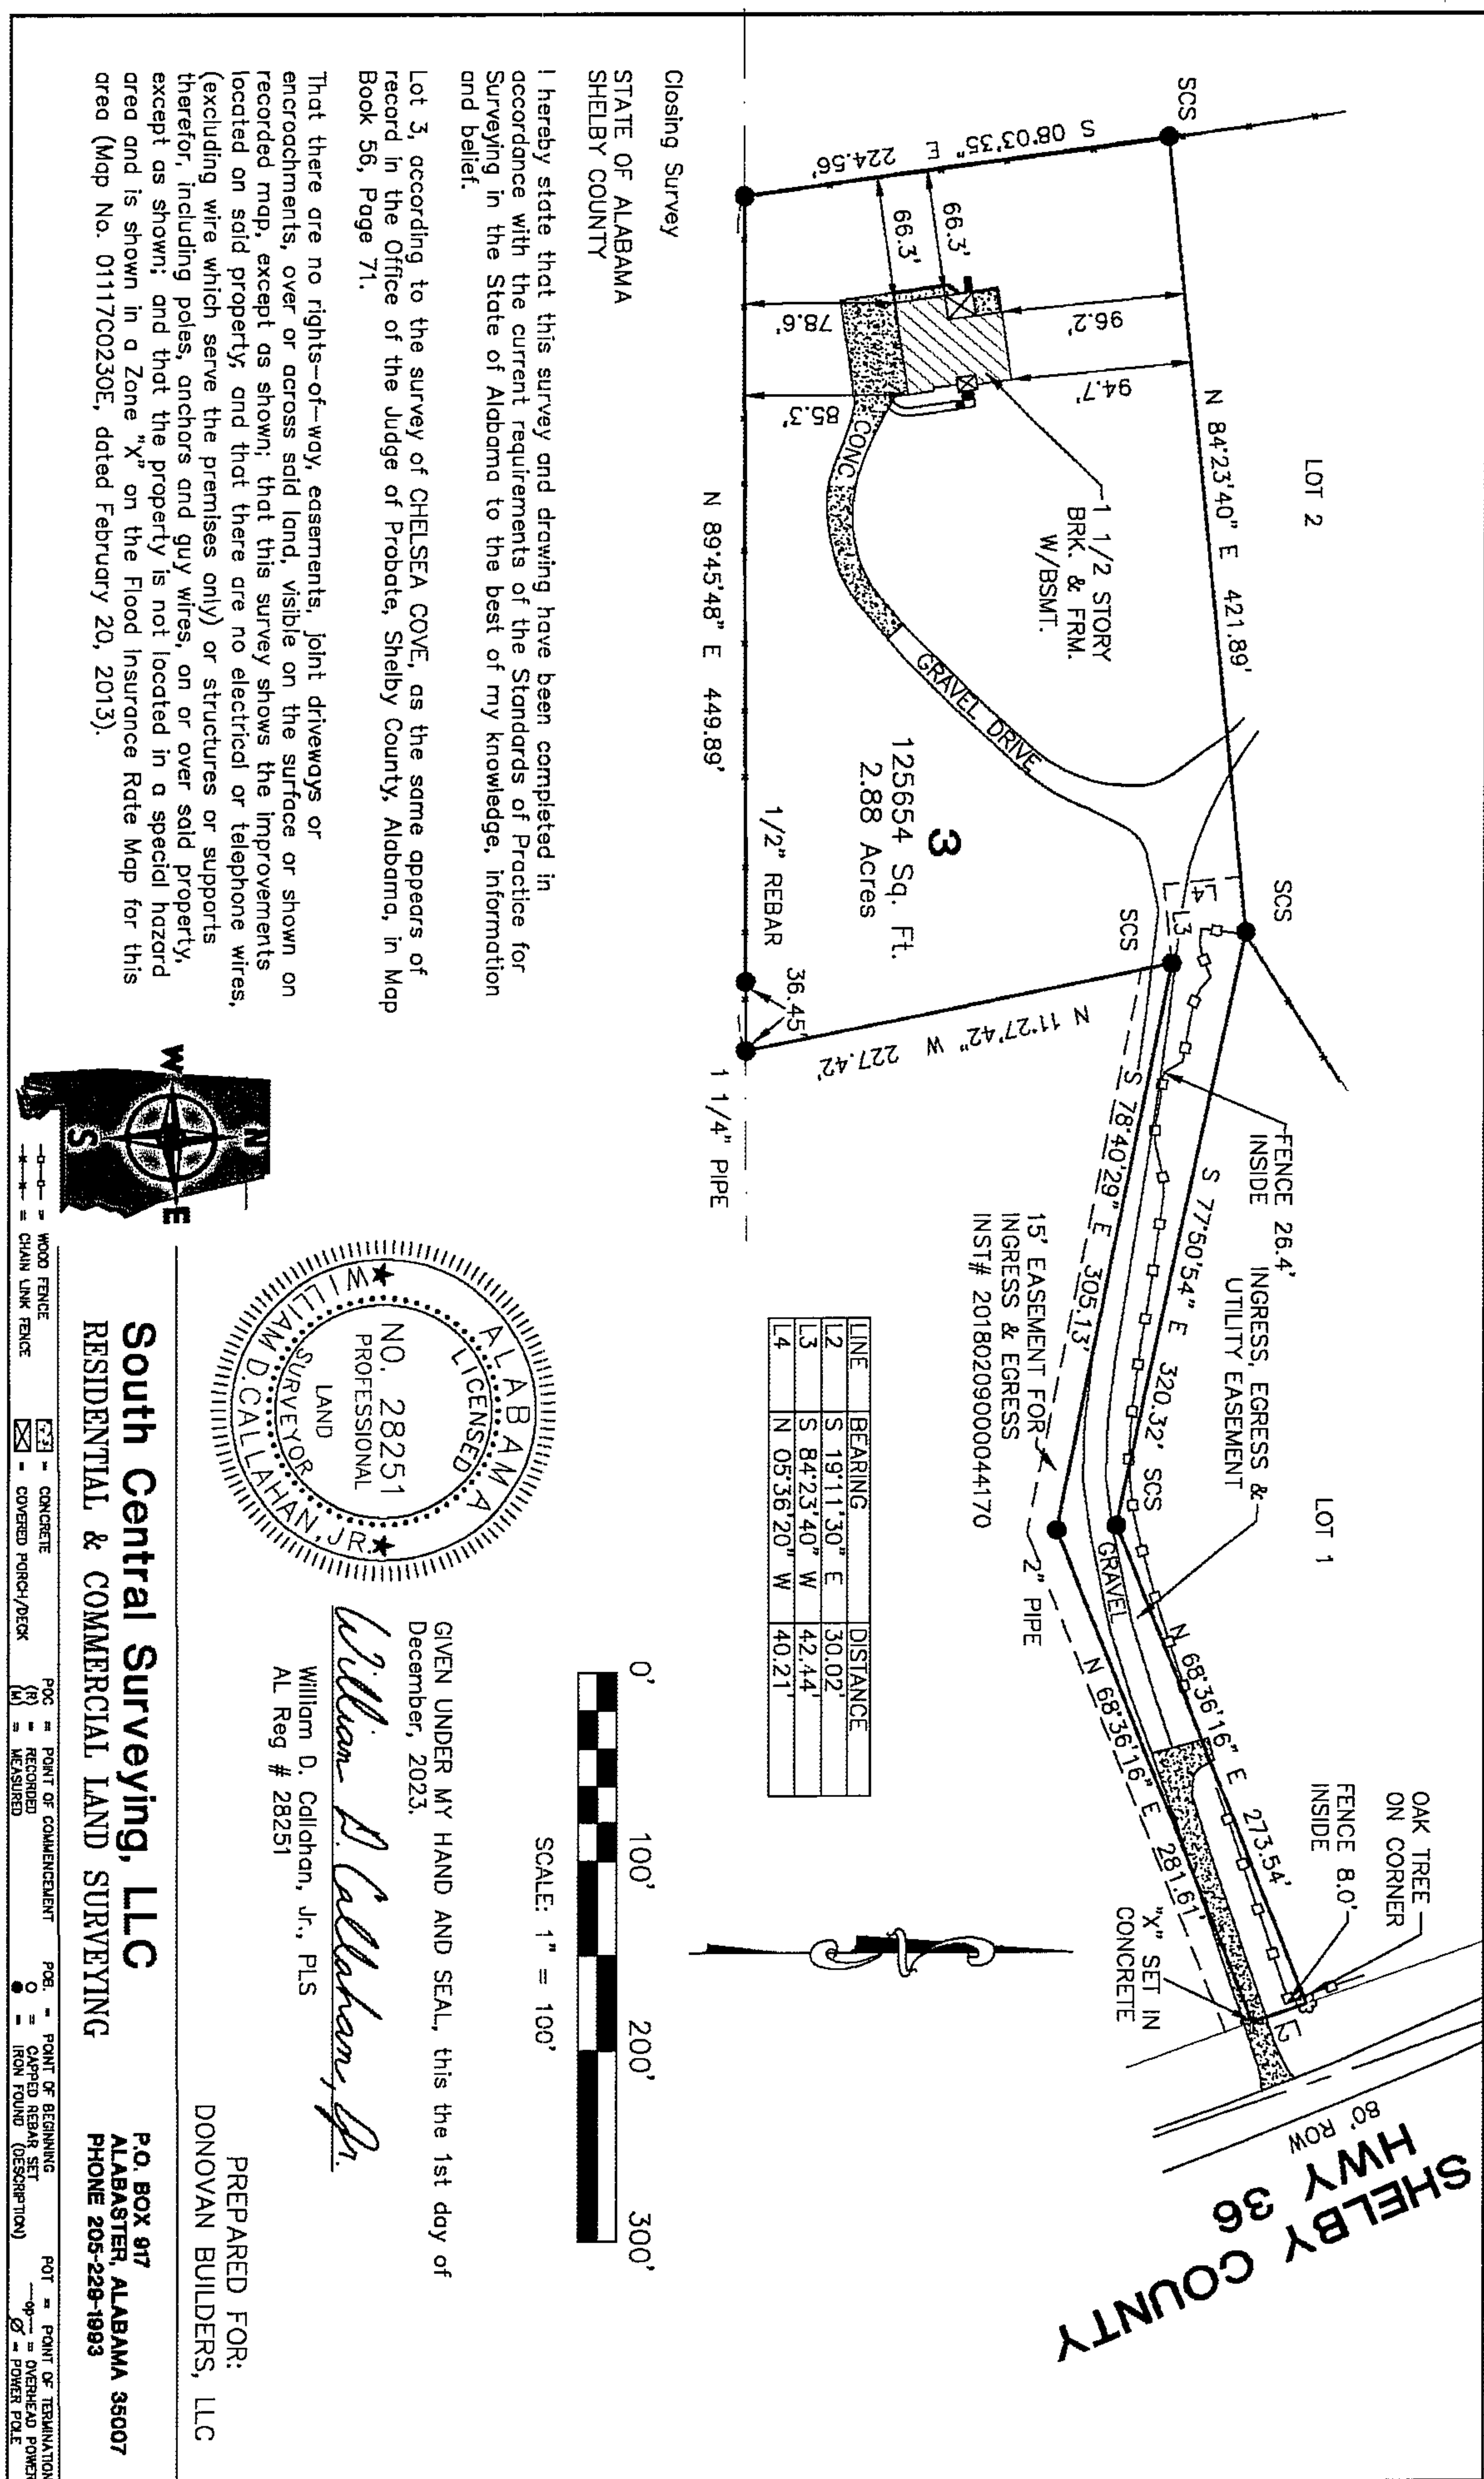 SHELBY COUNTY
HWY 36
80' ROW
OAK TREE
ON CORNER
FENCE 8.0'
INSIDE
L2
"X" SET IN
CONCRETE
LOT 2
LOT 1
SCS
SCS
SCS
SCS
S 08°03'35" E 224.56'
N 84°23'40" E 421.89'
66.3'
66.3'
96.2'
94.7'
78.6'
85.3'
1 1/2 STORY
BRK. & FRM.
W/BSMT.
CONC
GRAVEL DRIVE
3
125654 Sq. Ft.
2.88 Acres
L4
L3
FENCE 26.4'
INSIDE
INGRESS, EGRESS &
UTILITY EASEMENT
S 77°50'54" E 320.32'
S 78°40'29" E 305.13'
N 68°36'16" E 273.54'
N 68°36'16" E 281.61'
GRAVEL
2" PIPE
15' EASEMENT FOR
INGRESS & EGRESS
INST# 20180209000044170
N 11°27'42" W 227.42'
36.45'
1/2" REBAR
1 1/4" PIPE
N 89°45'48" E 449.89'
LINE BEARING DISTANCE
L2 S 19°11'30" E 30.02'
L3 S 84°23'40" W 42.44'
L4 N 05°36'20" W 40.21'
Closing Survey
STATE OF ALABAMA
SHELBY COUNTY
I hereby state that this survey and drawing have been completed in
accordance with the current requirements of the Standards of Practice for
Surveying in the State of Alabama to the best of my knowledge, information
and belief.
Lot 3, according to the survey of CHELSEA COVE, as the same appears of
record in the Office of the Judge of Probate, Shelby County, Alabama, in Map
Book 56, Page 71.
That there are no rights-of-way, easements, joint driveways or
encroachments, over or across said land, visible on the surface or shown on
recorded map, except as shown; that this survey shows the improvements
located on said property; and that there are no electrical or telephone wires,
(excluding wire which serve the premises only) or structures or supports
therefor, including poles, anchors and guy wires, on or over said property,
except as shown; and that the property is not located in a special hazard
area and is shown in a Zone "X" on the Flood Insurance Rate Map for this
area (Map No. 01117C0230E, dated February 20, 2013).
0' 100' 200' 300'
SCALE: 1" = 100'
GIVEN UNDER MY HAND AND SEAL, this the 1st day of
December, 2023.
William D. Callahan, Jr.
William D. Callahan, Jr., PLS
AL Reg # 28251
ALABAMA
LICENSED
NO. 28251
PROFESSIONAL
LAND
SURVEYOR
WILLIAM D. CALLAHAN, JR.
PREPARED FOR:
DONOVAN BUILDERS, LLC
N
W E
S
South Central Surveying, LLC
RESIDENTIAL & COMMERCIAL LAND SURVEYING
P.O. BOX 917
ALABASTER, ALABAMA 35007
PHONE 205-229-1993
= WOOD FENCE
= CHAIN LINK FENCE
= CONCRETE
= COVERED PORCH/DECK
POC = POINT OF COMMENCEMENT
(R) = RECORDED
(M) = MEASURED
POB. = POINT OF BEGINNING
O = CAPPED REBAR SET
● = IRON FOUND (DESCRIPTION)
POT = POINT OF TERMINATION
—op— = OVERHEAD POWER
Ø = POWER POLE